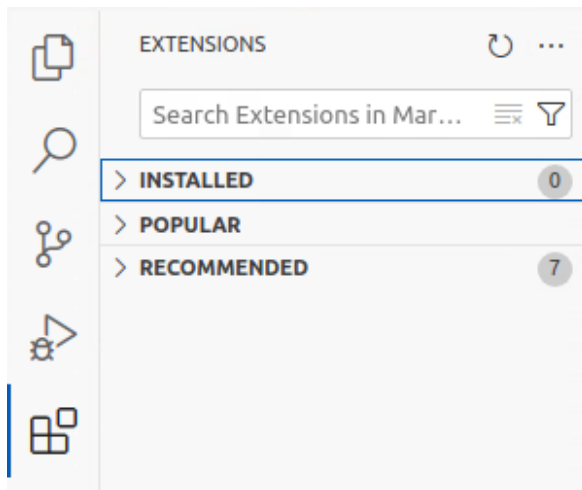 EXTENSIONS
Search Extensions in Mar...
INSTALLED 0
POPULAR
RECOMMENDED 7